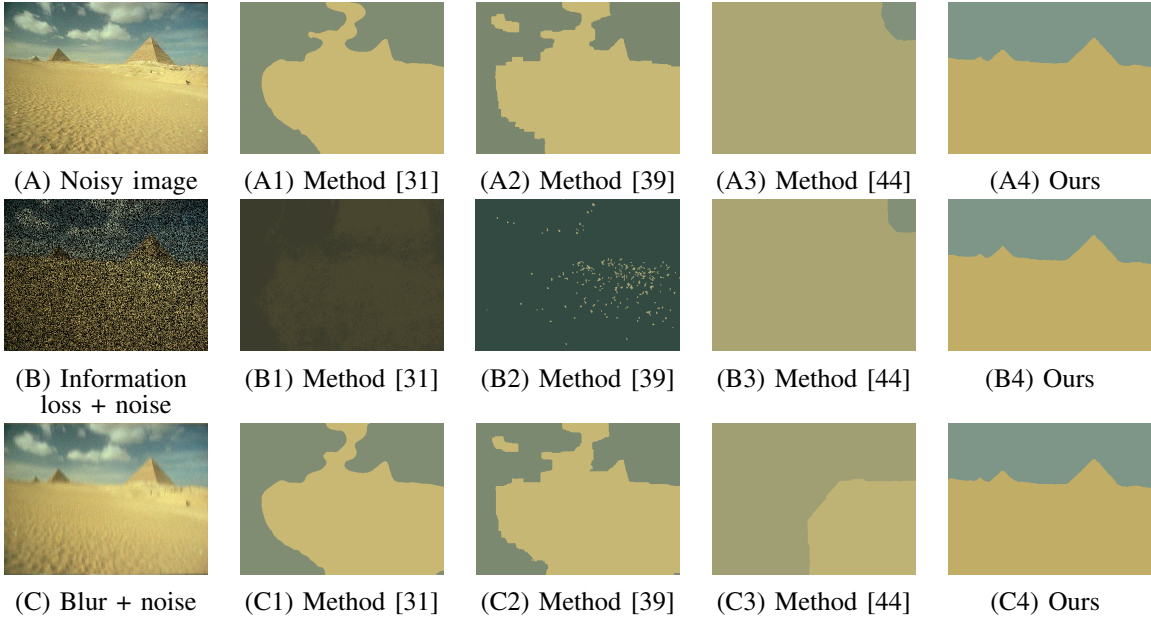 (A) Noisy image
(A1) Method [31]
(A2) Method [39]
(A3) Method [44]
(A4) Ours
(B) Information
loss + noise
(B1) Method [31]
(B2) Method [39]
(B3) Method [44]
(B4) Ours
(C) Blur + noise
(C1) Method [31]
(C2) Method [39]
(C3) Method [44]
(C4) Ours